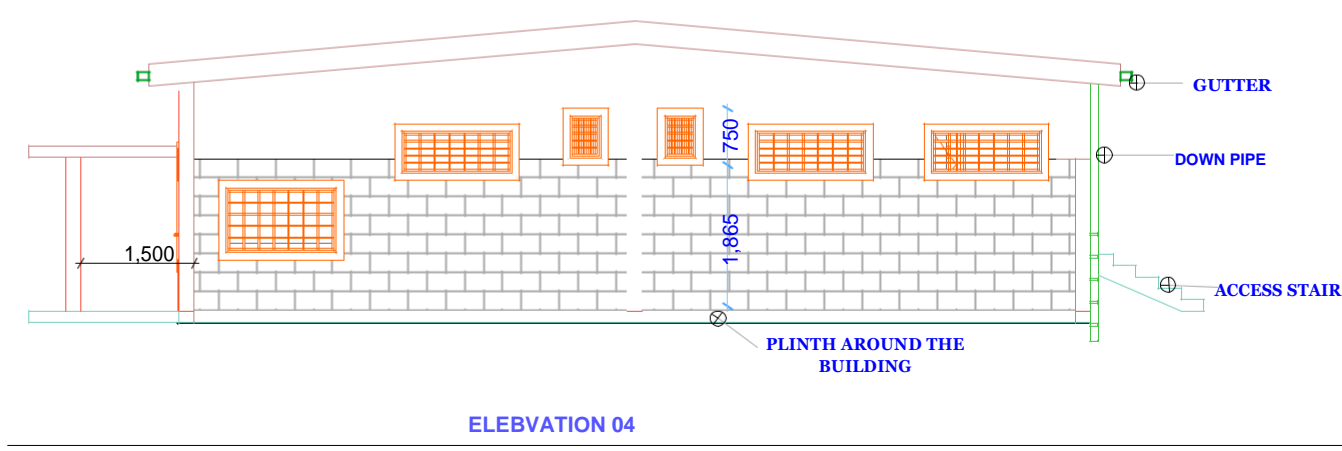 GUTTER
750
DOWN PIPE
1,865
1,500
ACCESS STAIR
PLINTH AROUND THE
BUILDING
ELEBVATION 04